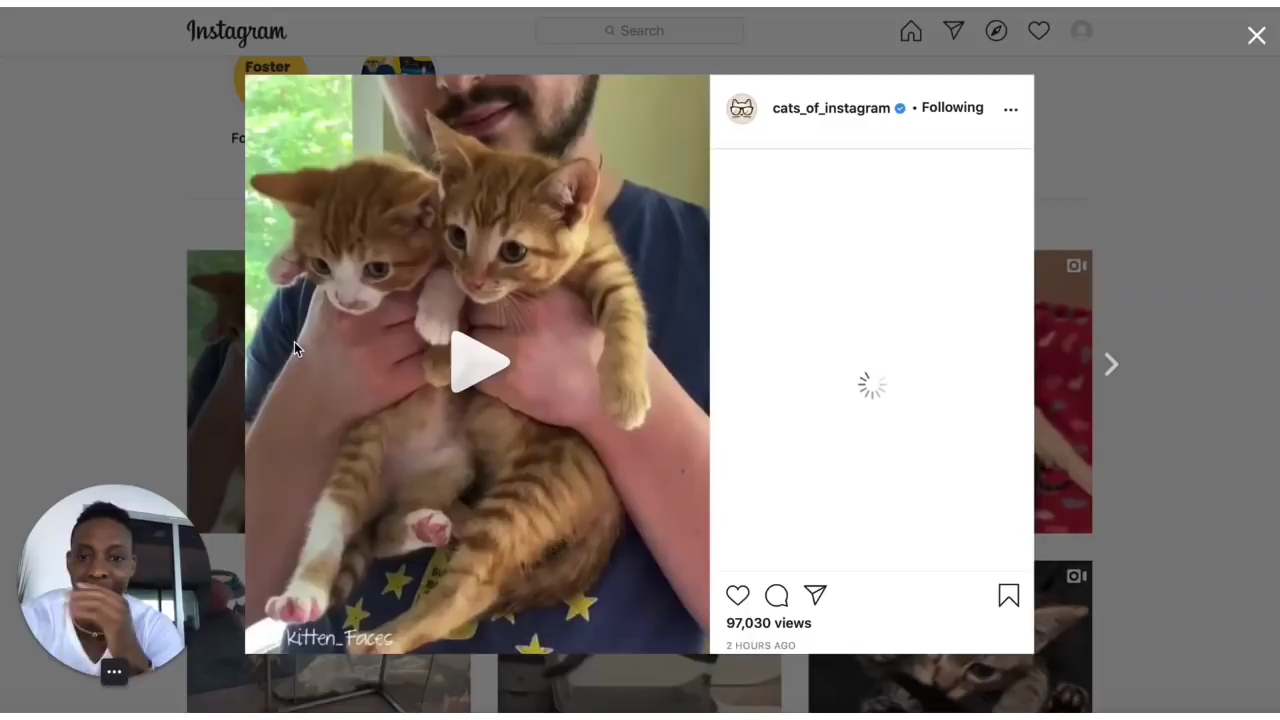 Instagram
Search
Foster
Fo
cats_of_instagram • Following
97,030 views
2 HOURS AGO
kitten_Faces